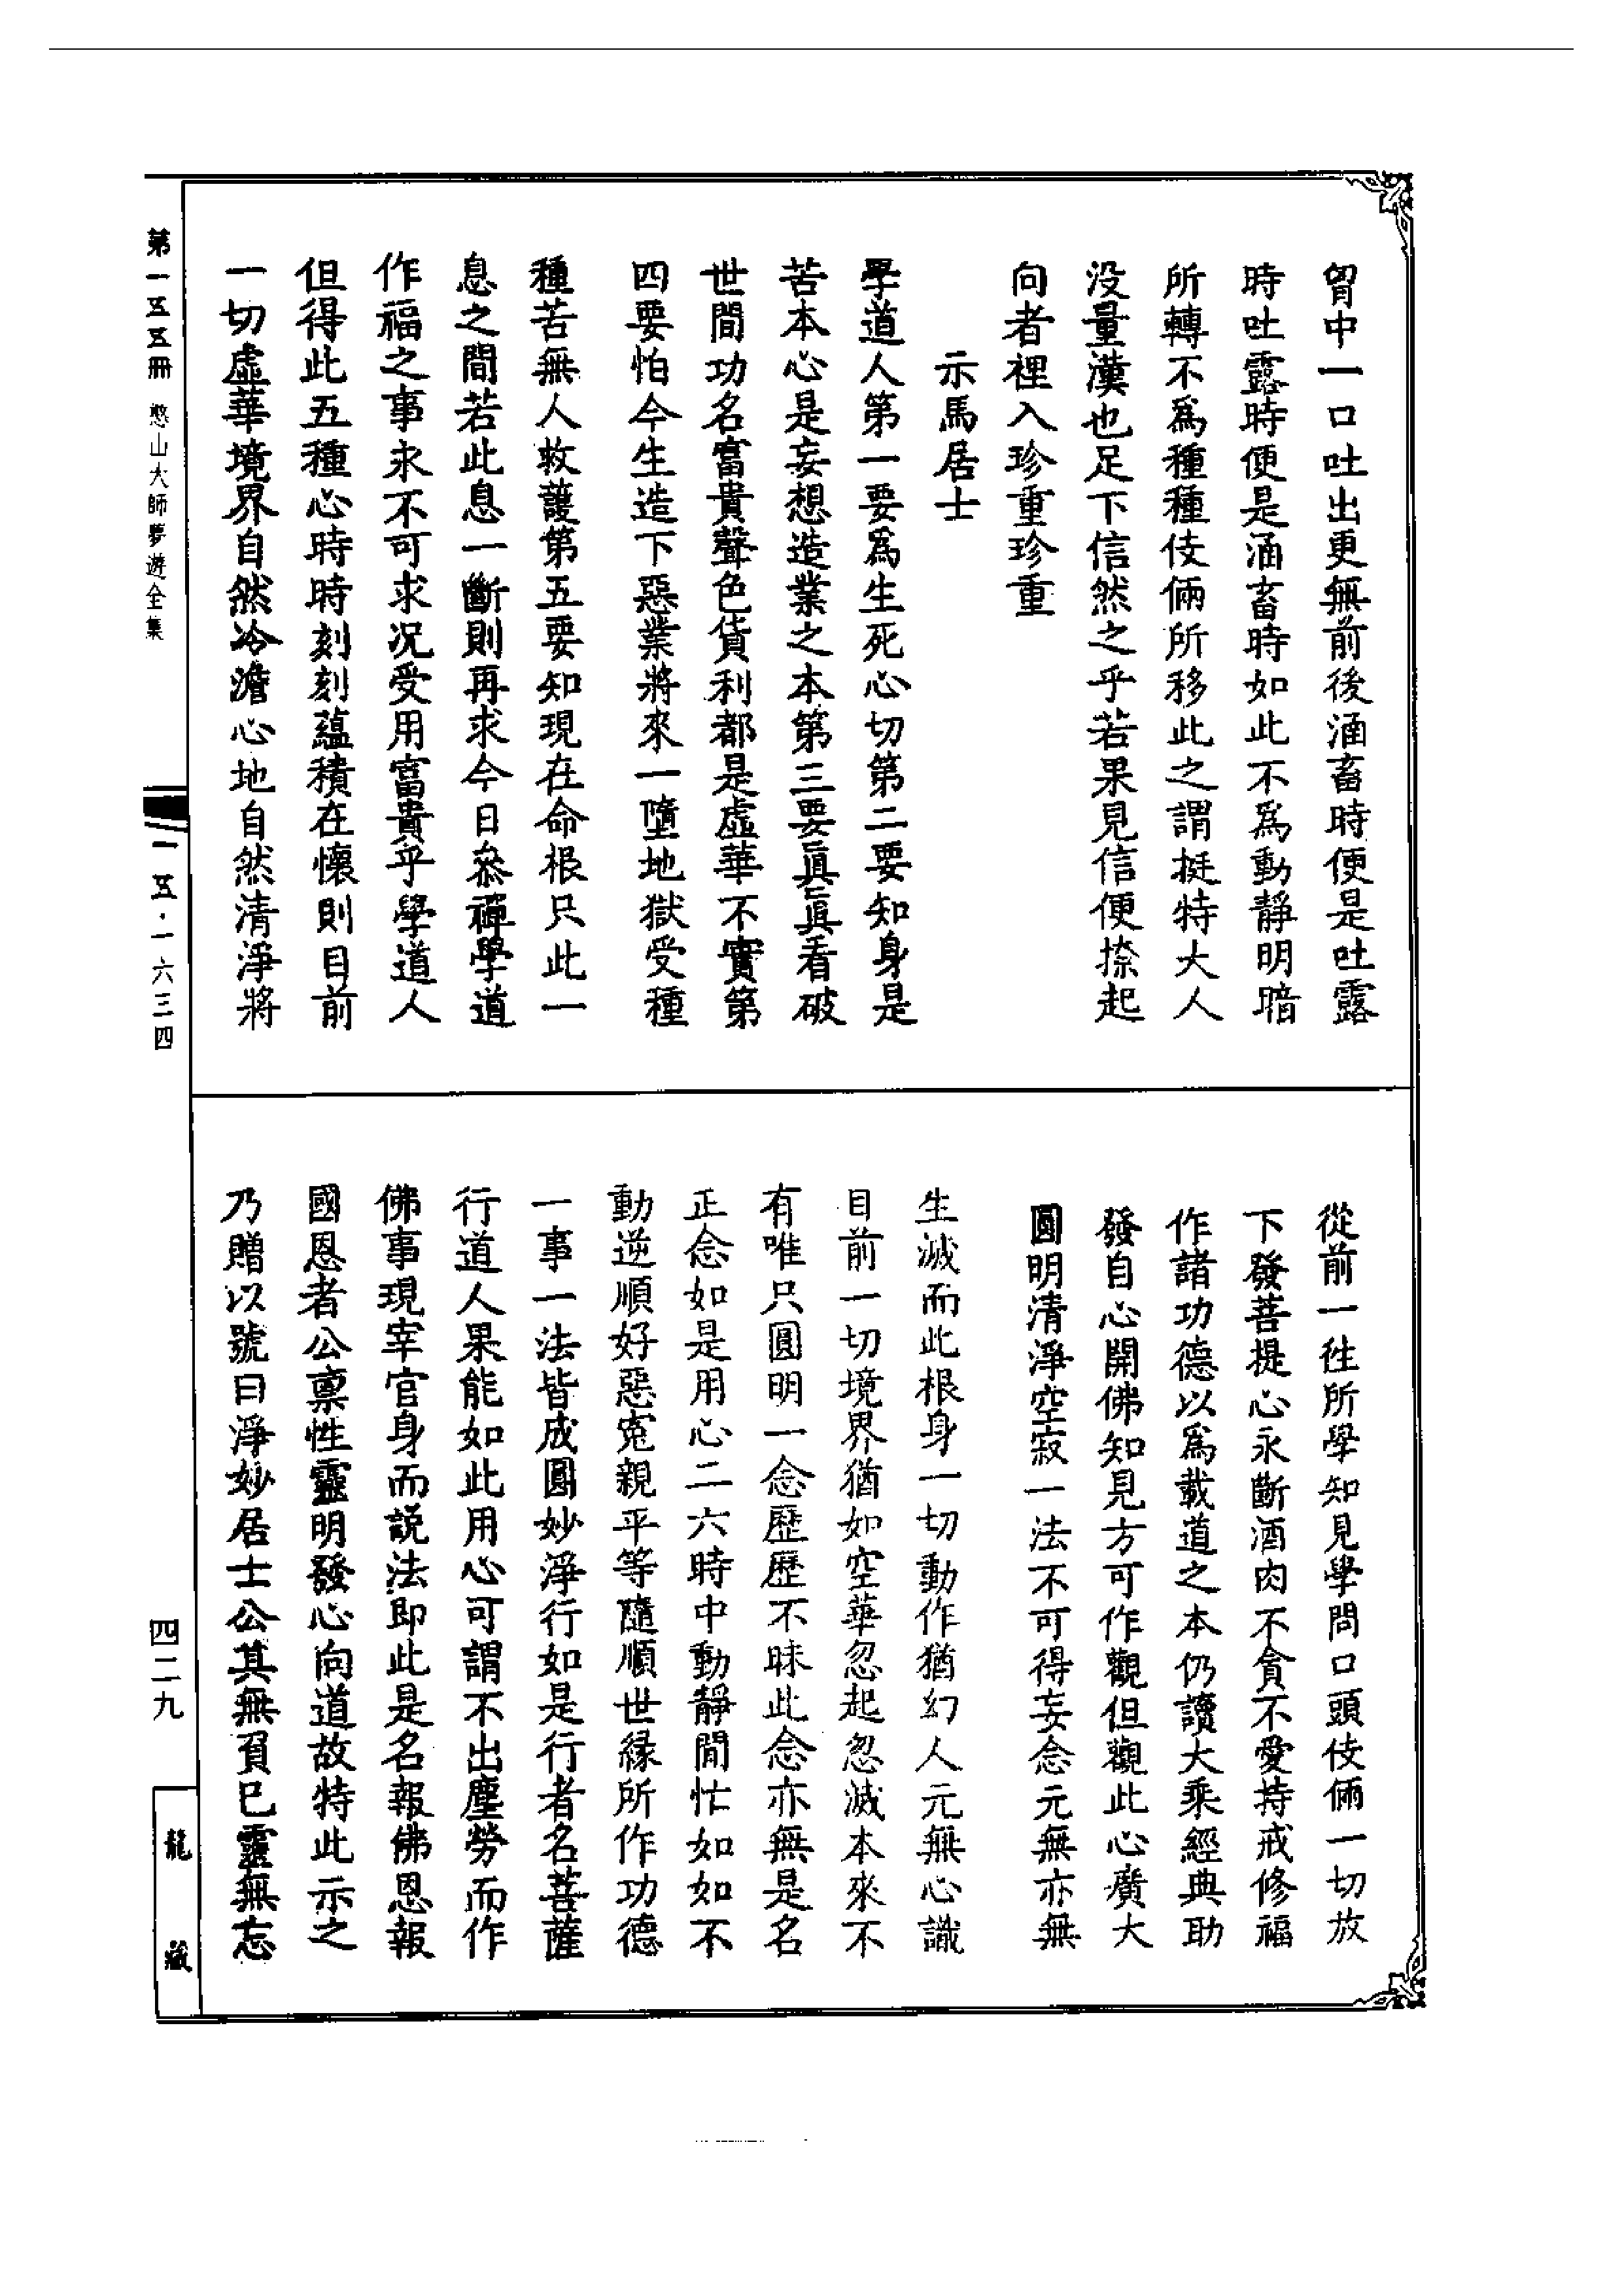 胷中一口吐出更無前後涵畜時便是吐露
時吐露時便是涵畜時如此不爲動靜明暗
所轉不爲種種伎倆所移此之謂挺特大人
没量漢也足下信然之乎若果見信便捺起
向者裡入珍重珍重
示馬居士
學道人第一要爲生死心切第二要知身是
苦本心是妄想造業之本第三要眞眞看破
世間功名富貴聲色貨利都是虛華不實第
四要怕今生造下惡業將來一墮地獄受種
種苦無人救護第五要知現在命根只此一
息之間若此息一斷則再求今日叅禪學道
作福之事永不可求况受用富貴乎學道人
但得此五種心時時刻刻蘊積在懷則目前
一切虛華境界自然冷澹心地自然清淨將
從前一徃所學知見學問口頭伎倆一切放
下發菩提心永斷酒肉不貪不愛持戒修福
作諸功德以爲載道之本仍讀大乘經典助
發自心開佛知見方可作觀但觀此心廣大
圓明清淨空寂一法不可得妄念元無亦無
生滅而此根身一切動作猶幻人元無心識
目前一切境界猶如空華忽起忽滅本來不
有唯只圓明一念歷歷不昧此念亦無是名
正念如是用心二六時中動靜閒忙如如不
動逆順好惡寃親平等隨順世緣所作功德
一事一法皆成圓妙淨行如是行者名菩薩
行道人果能如此用心可謂不出塵勞而作
佛事現宰官身而説法即此是名報佛恩報
國恩者公禀性靈明發心向道故特此示之
乃贈以號曰淨妙居士公其無負已靈無忘
第一五五冊 憨山大師夢遊全集
一五·一六三四
四二九
龍藏